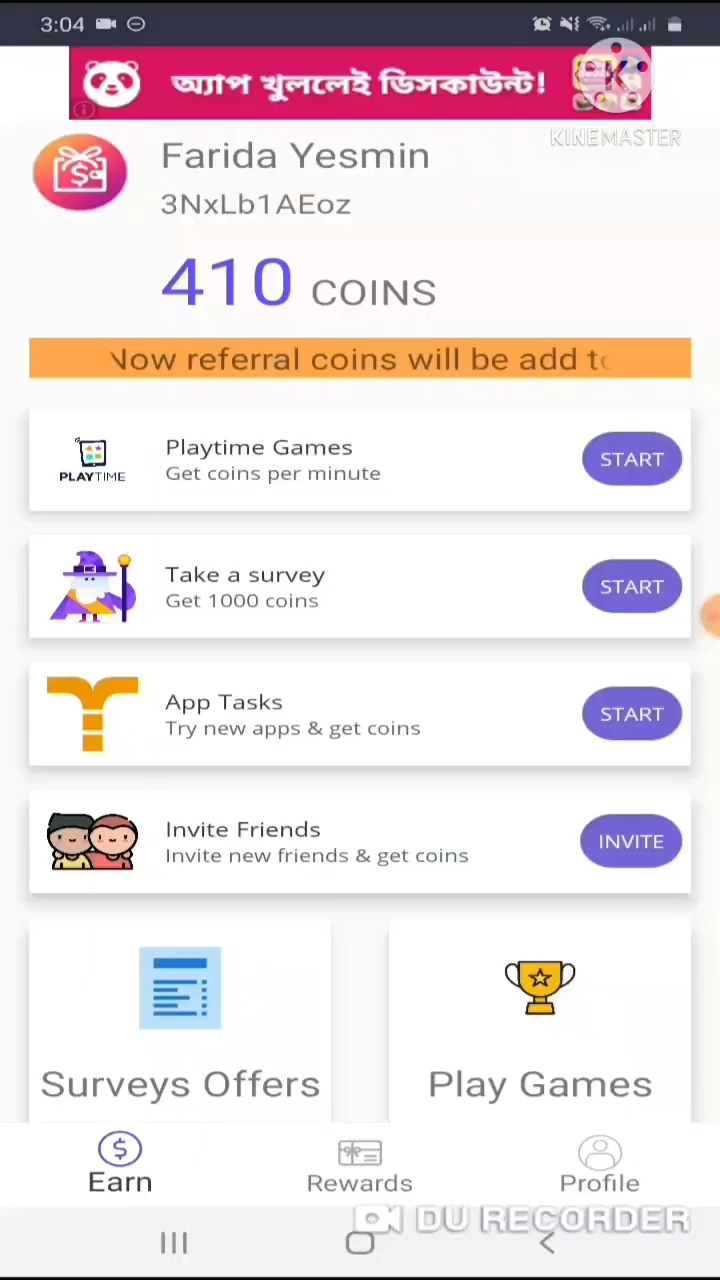 3:04
অ্যাপ খুললেই ডিসকাউন্ট!
K
KINEMASTER
Farida Yesmin
3NxLb1AEoz
410 COINS
Now referral coins will be add to
Playtime Games
Get coins per minute
START
PLAYTIME
Take a survey
Get 1000 coins
START
App Tasks
Try new apps & get coins
START
Invite Friends
Invite new friends & get coins
INVITE
Surveys Offers
Play Games
Earn
Rewards
Profile
DU RECORDER